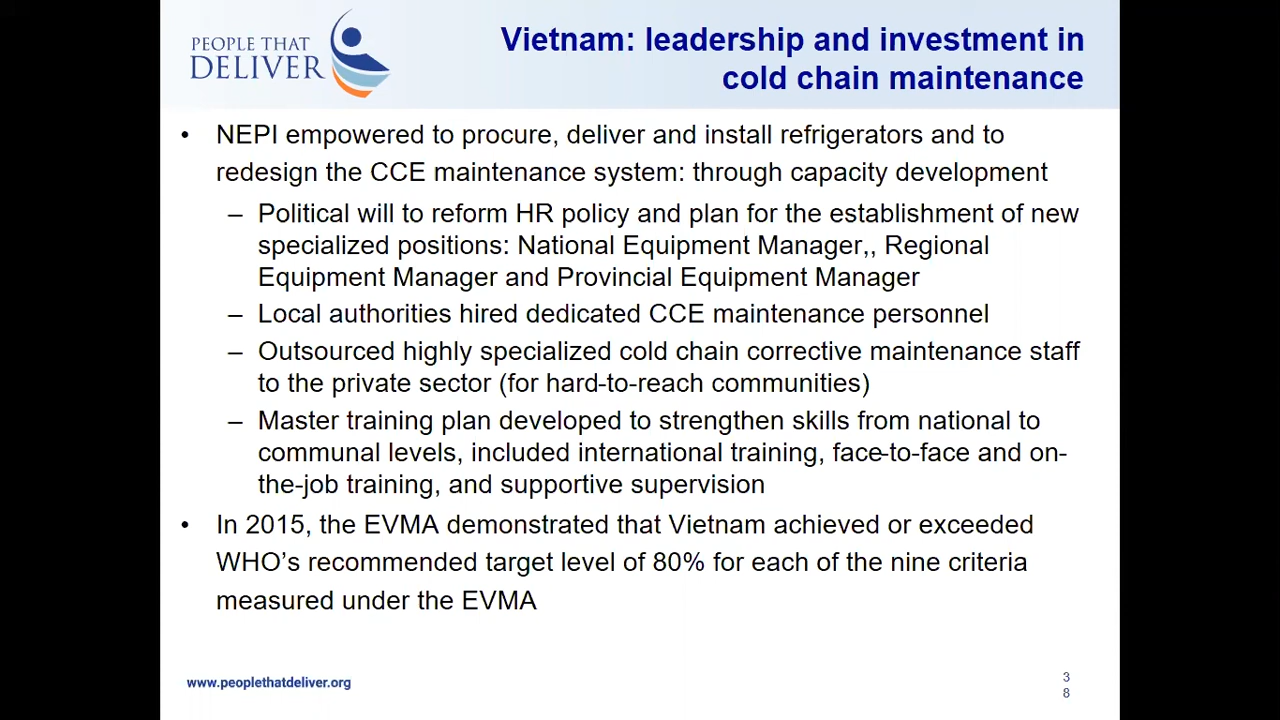 PEOPLE THAT
DELIVER
Vietnam: leadership and investment in
cold chain maintenance
• NEPI empowered to procure, deliver and install refrigerators and to
redesign the CCE maintenance system: through capacity development
– Political will to reform HR policy and plan for the establishment of new
specialized positions: National Equipment Manager,, Regional
Equipment Manager and Provincial Equipment Manager
– Local authorities hired dedicated CCE maintenance personnel
– Outsourced highly specialized cold chain corrective maintenance staff
to the private sector (for hard-to-reach communities)
– Master training plan developed to strengthen skills from national to
communal levels, included international training, face-to-face and on-
the-job training, and supportive supervision
• In 2015, the EVMA demonstrated that Vietnam achieved or exceeded
WHO’s recommended target level of 80% for each of the nine criteria
measured under the EVMA
www.peoplethatdeliver.org
3
8